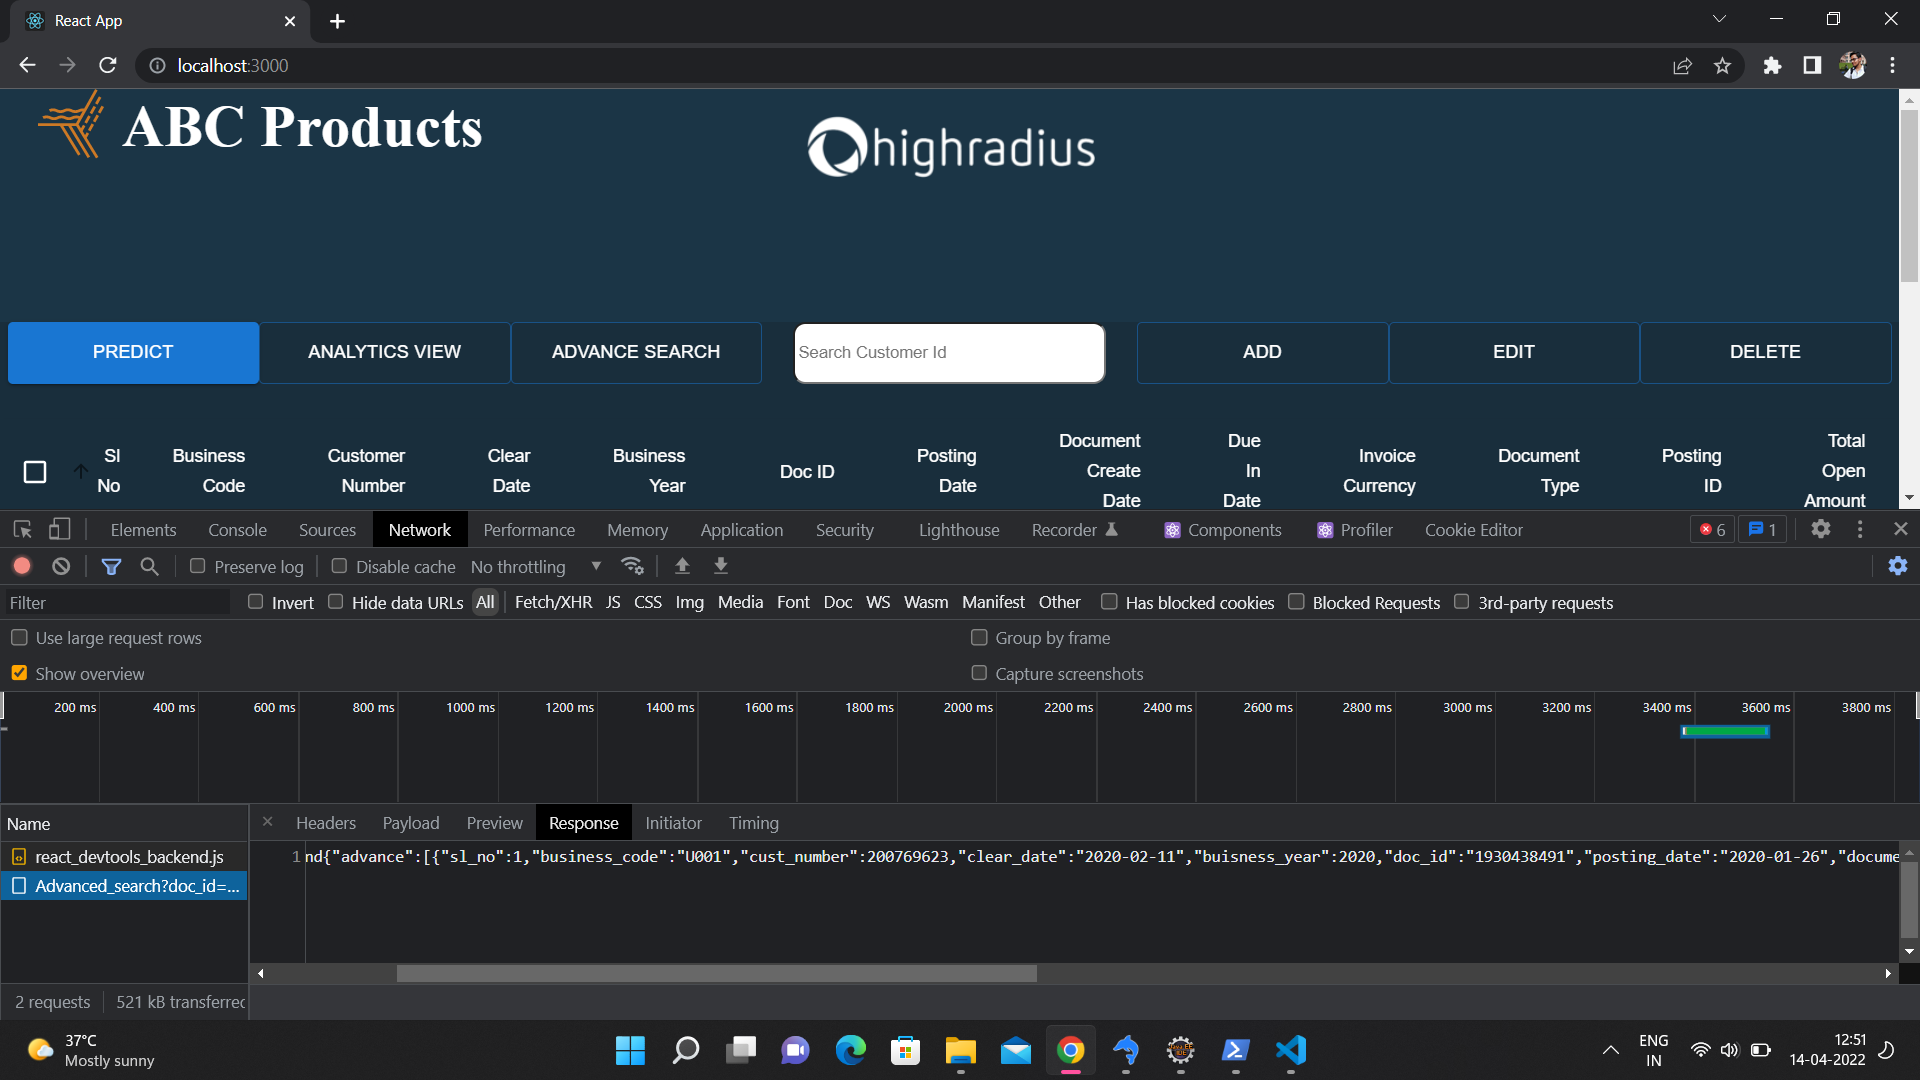 React App
localhost:3000
ABC Products
highradius
PREDICT
ANALYTICS VIEW
ADVANCE SEARCH
Search Customer Id
ADD
EDIT
DELETE
Sl No
Business Code
Customer Number
Clear Date
Business Year
Doc ID
Posting Date
Document Create Date
Due In Date
Invoice Currency
Document Type
Posting ID
Total Open Amount
Elements Console Sources Network Performance Memory Application Security Lighthouse Recorder Components Profiler Cookie Editor 6 1
Preserve log Disable cache No throttling
Filter Invert Hide data URLs All Fetch/XHR JS CSS Img Media Font Doc WS Wasm Manifest Other Has blocked cookies Blocked Requests 3rd-party requests
Use large request rows Group by frame
Show overview Capture screenshots
200 ms 400 ms 600 ms 800 ms 1000 ms 1200 ms 1400 ms 1600 ms 1800 ms 2000 ms 2200 ms 2400 ms 2600 ms 2800 ms 3000 ms 3200 ms 3400 ms 3600 ms 3800 ms
Name Headers Payload Preview Response Initiator Timing
react_devtools_backend.js
Advanced_search?doc_id=...
1 nd{"advance":[{"sl_no":1,"business_code":"U001","cust_number":200769623,"clear_date":"2020-02-11","buisness_year":2020,"doc_id":"1930438491","posting_date":"2020-01-26","docume
2 requests 521 kB transferred
37°C
Mostly sunny
ENG
IN
12:51
14-04-2022